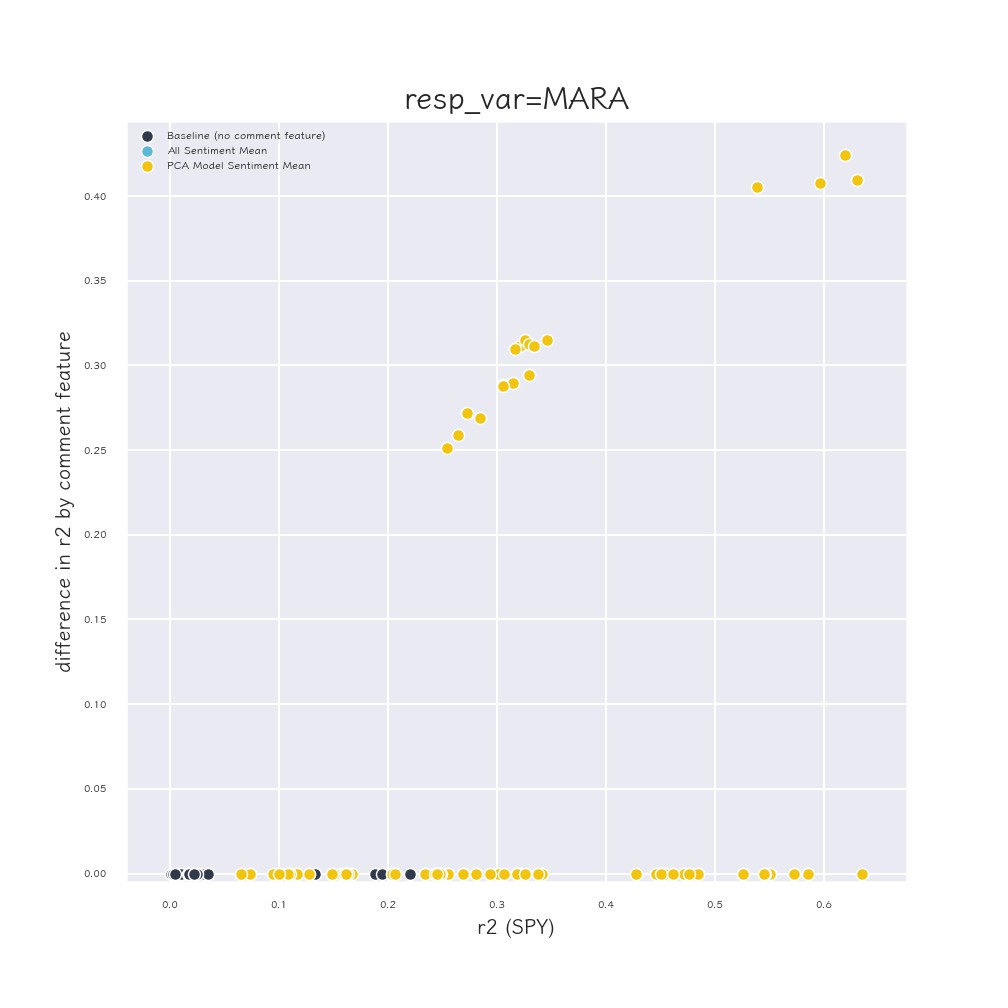 resp_var=MARA
Baseline (no comment feature)
All Sentiment Mean
PCA Model Sentiment Mean
difference in r2 by comment feature
0.40
0.35
0.30
0.25
0.20
0.15
0.10
0.05
0.00
0.0 0.1 0.2 0.3 0.4 0.5 0.6
r2 (SPY)